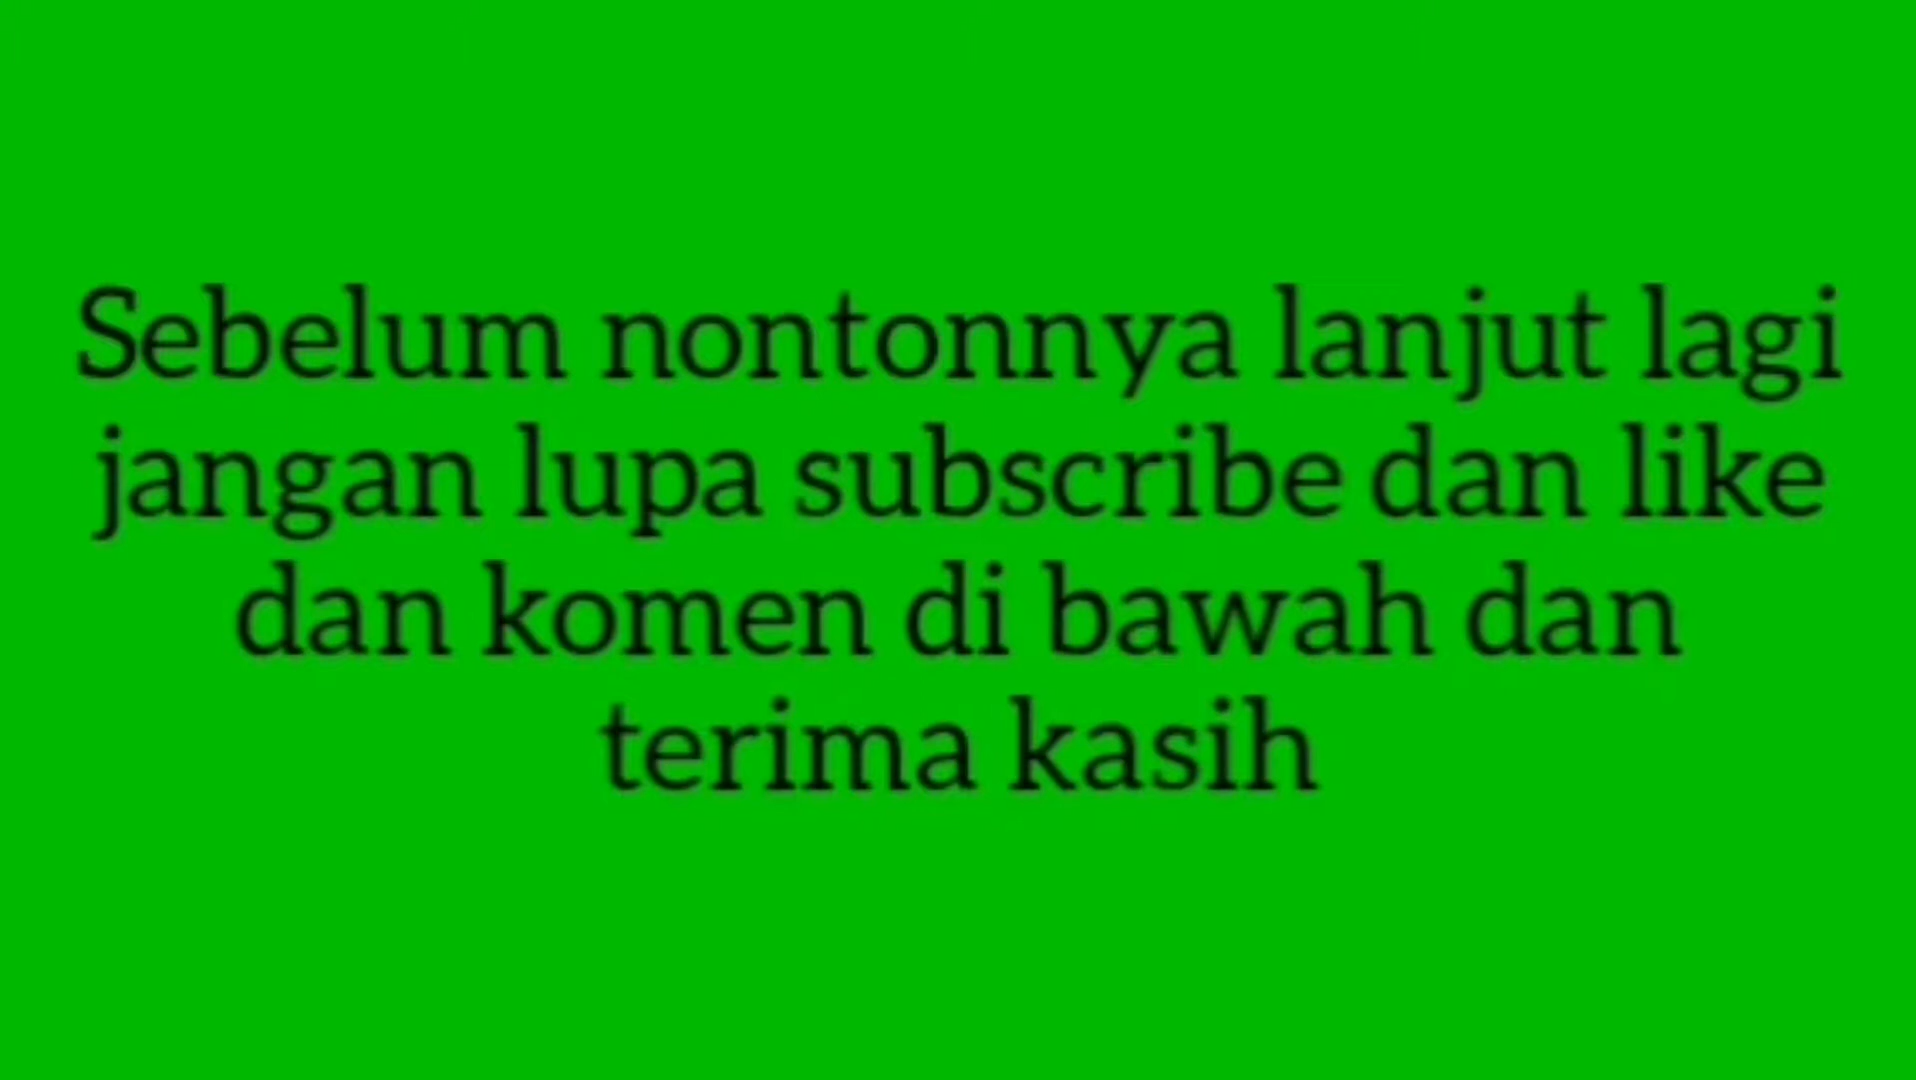 Sebelum nontonnya lanjut lagi
jangan lupa subscribe dan like
dan komen di bawah dan
terima kasih